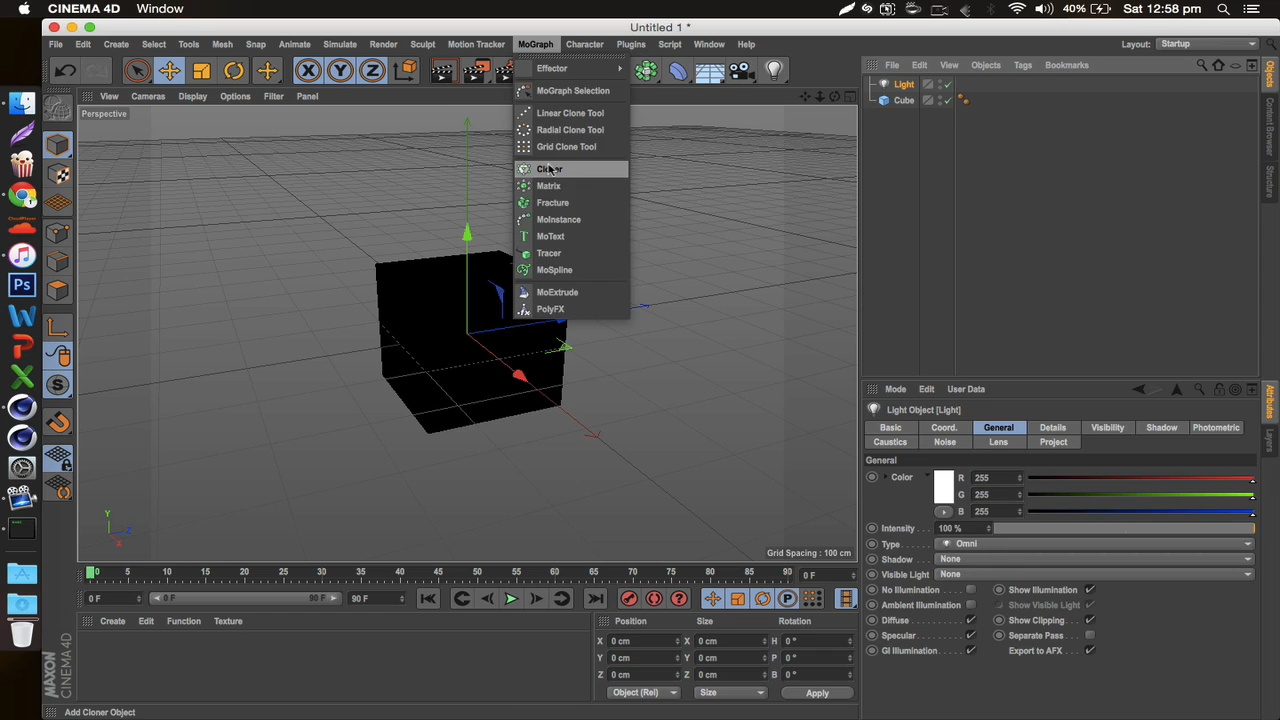 CINEMA 4D Window 40% Sat 12:58 pm
Untitled 1 *
File Edit Create Select Tools Mesh Snap Animate Simulate Render Sculpt Motion Tracker MoGraph Character Plugins Script Window Help Layout: Startup
Effector
MoGraph Selection
Linear Clone Tool
Radial Clone Tool
Grid Clone Tool
Cloner
Matrix
Fracture
MoInstance
MoText
Tracer
MoSpline
MoExtrude
PolyFX
View Cameras Display Options Filter Panel
Perspective
Y
Z
X
Grid Spacing : 100 cm
File Edit View Objects Tags Bookmarks
Light
Cube
Objects
Content Browser
Structure
Mode Edit User Data
Light Object [Light]
Basic Coord. General Details Visibility Shadow Photometric
Caustics Noise Lens Project
General
Color R 255
G 255
B 255
Intensity 100 %
Type Omni
Shadow None
Visible Light None
No Illumination Show Illumination
Ambient Illumination Show Visible Light
Diffuse Show Clipping
Specular Separate Pass
GI Illumination Export to AFX
Attributes
Layers
0 5 10 15 20 25 30 35 40 45 50 55 60 65 70 75 80 85 90 0 F
0 F 0 F 90 F 90 F
Create Edit Function Texture
Position Size Rotation
X 0 cm X 0 cm H 0 °
Y 0 cm Y 0 cm P 0 °
Z 0 cm Z 0 cm B 0 °
Object (Rel) Size Apply
MAXON
CINEMA 4D
Add Cloner Object